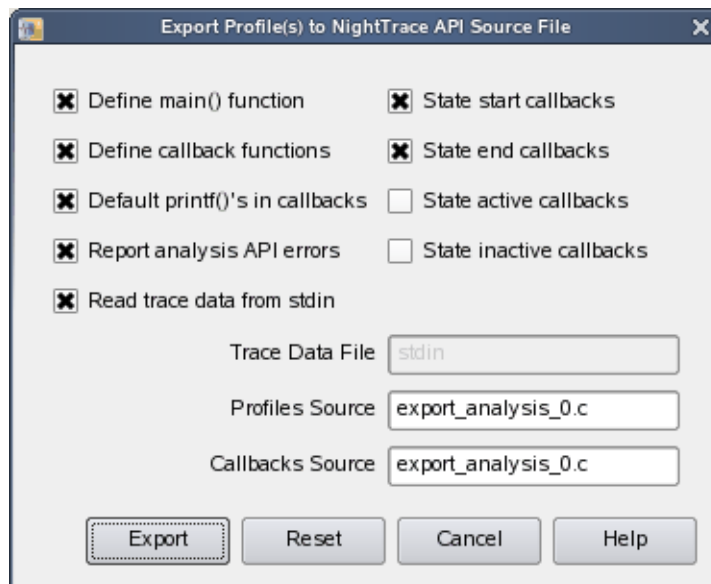 Export Profile(s) to NightTrace API Source File
Define main() function
State start callbacks
Define callback functions
State end callbacks
Default printf()'s in callbacks
State active callbacks
Report analysis API errors
State inactive callbacks
Read trace data from stdin
Trace Data File stdin
Profiles Source export_analysis_0.c
Callbacks Source export_analysis_0.c
Export Reset Cancel Help